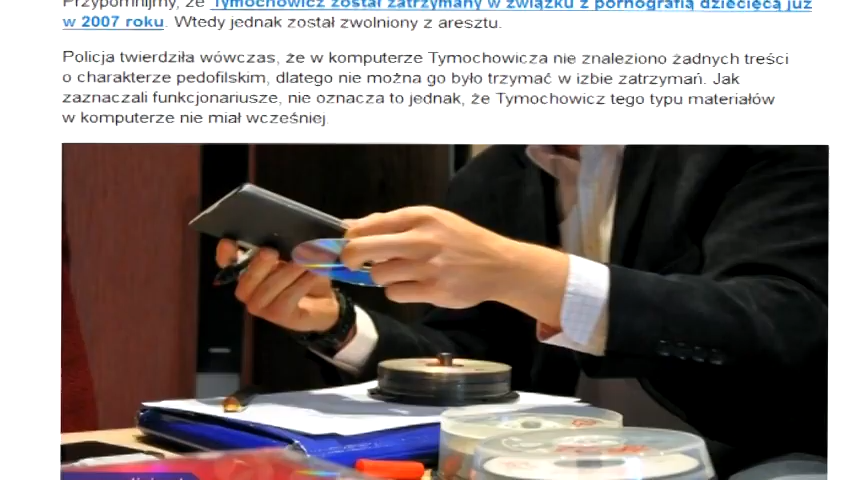 Przypomnijmy, że Tymochowicz został zatrzymany w związku z pornografią dziecięcą już
w 2007 roku. Wtedy jednak został zwolniony z aresztu.
Policja twierdziła wówczas, że w komputerze Tymochowicza nie znaleziono żadnych treści
o charakterze pedofilskim, dlatego nie można go było trzymać w izbie zatrzymań. Jak
zaznaczali funkcjonariusze, nie oznacza to jednak, że Tymochowicz tego typu materiałów
w komputerze nie miał wcześniej.